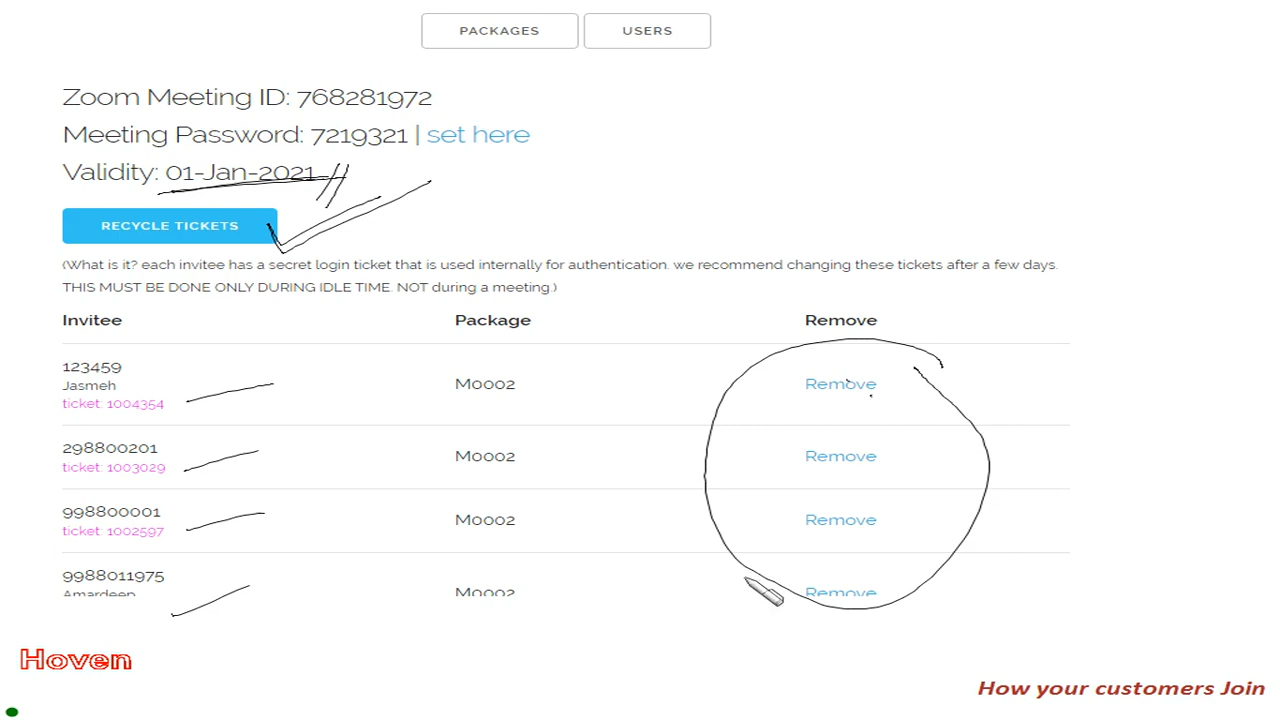 PACKAGES USERS
Zoom Meeting ID: 768281972
Meeting Password: 7219321 | set here
Validity: 01-Jan-2021
RECYCLE TICKETS
(What is it? each invitee has a secret login ticket that is used internally for authentication. we recommend changing these tickets after a few days.
THIS MUST BE DONE ONLY DURING IDLE TIME. NOT during a meeting.)
Invitee Package Remove
123459
Jasmeh
ticket: 1004354
M0002 Remove
298800201
ticket: 1003029
M0002 Remove
998800001
ticket: 1002597
M0002 Remove
9988011975
Amardeep
M0002 Remove
Hoven
How your customers Join